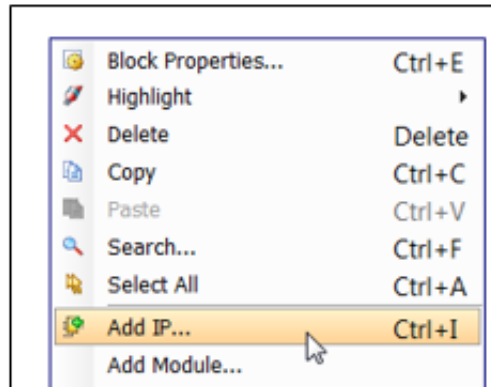 Block Properties... Ctrl+E
Highlight
Delete Delete
Copy Ctrl+C
Paste Ctrl+V
Search... Ctrl+F
Select All Ctrl+A
Add IP... Ctrl+I
Add Module...